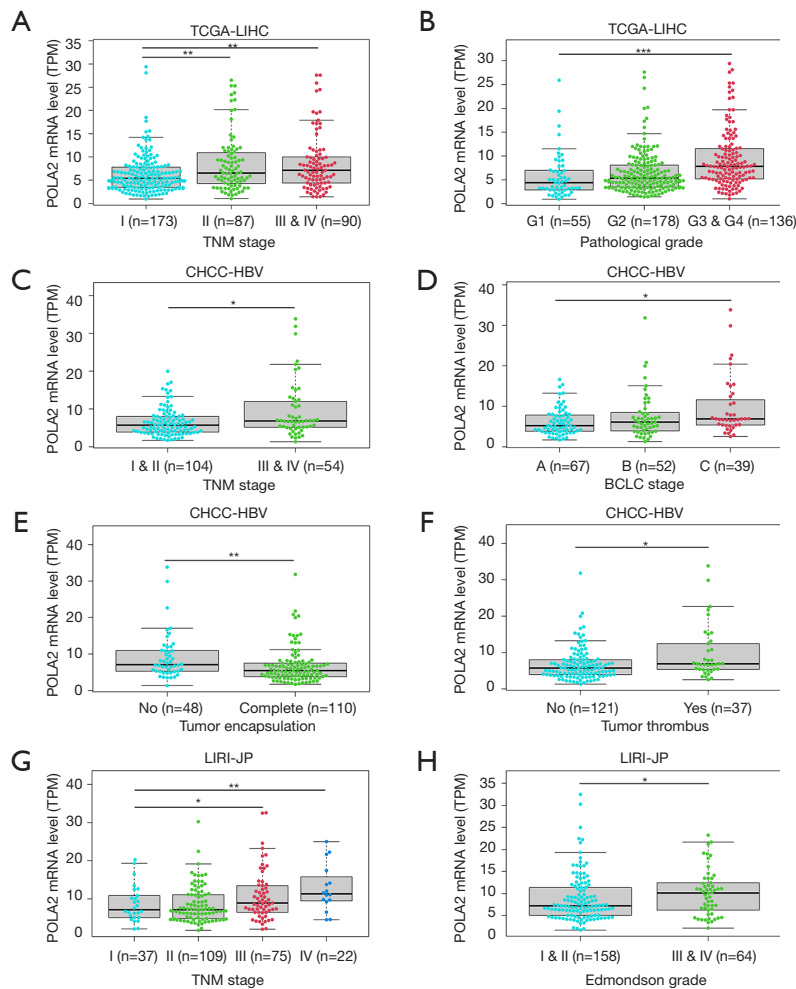 A
TCGA-LIHC
**
**
POLA2 mRNA level (TPM)
35
30
25
20
15
10
5
0
I (n=173)
II (n=87)
III & IV (n=90)
TNM stage
B
TCGA-LIHC
***
POLA2 mRNA level (TPM)
30
25
20
15
10
5
0
G1 (n=55)
G2 (n=178)
G3 & G4 (n=136)
Pathological grade
C
CHCC-HBV
*
POLA2 mRNA level (TPM)
40
30
20
10
0
I & II (n=104)
III & IV (n=54)
TNM stage
D
CHCC-HBV
*
POLA2 mRNA level (TPM)
40
30
20
10
0
A (n=67)
B (n=52)
C (n=39)
BCLC stage
E
CHCC-HBV
**
POLA2 mRNA level (TPM)
40
30
20
10
0
No (n=48)
Complete (n=110)
Tumor encapsulation
F
CHCC-HBV
*
POLA2 mRNA level (TPM)
40
30
20
10
0
No (n=121)
Yes (n=37)
Tumor thrombus
G
LIRI-JP
**
*
POLA2 mRNA level (TPM)
40
30
20
10
0
I (n=37)
II (n=109)
III (n=75)
IV (n=22)
TNM stage
H
LIRI-JP
*
POLA2 mRNA level (TPM)
35
30
25
20
15
10
5
0
I & II (n=158)
III & IV (n=64)
Edmondson grade